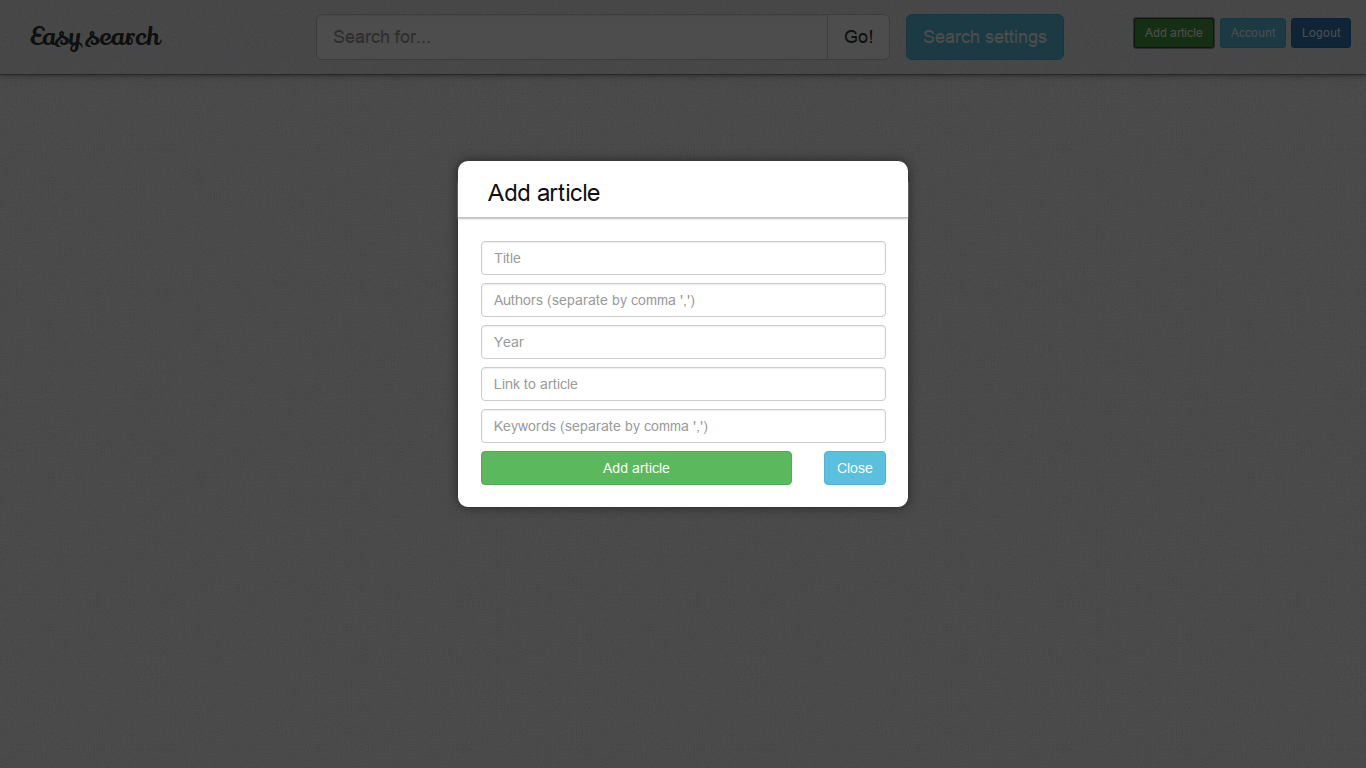 Easy search
Search for...
Go!
Search settings
Add article
Account
Logout
Add article
Title
Authors (separate by comma ',')
Year
Link to article
Keywords (separate by comma ',')
Add article
Close